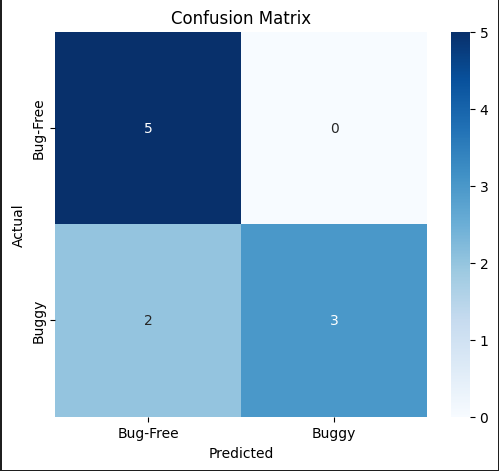 Confusion Matrix
Actual
Bug-Free
Buggy
5
0
2
3
Bug-Free
Buggy
Predicted
5
4
3
2
1
0